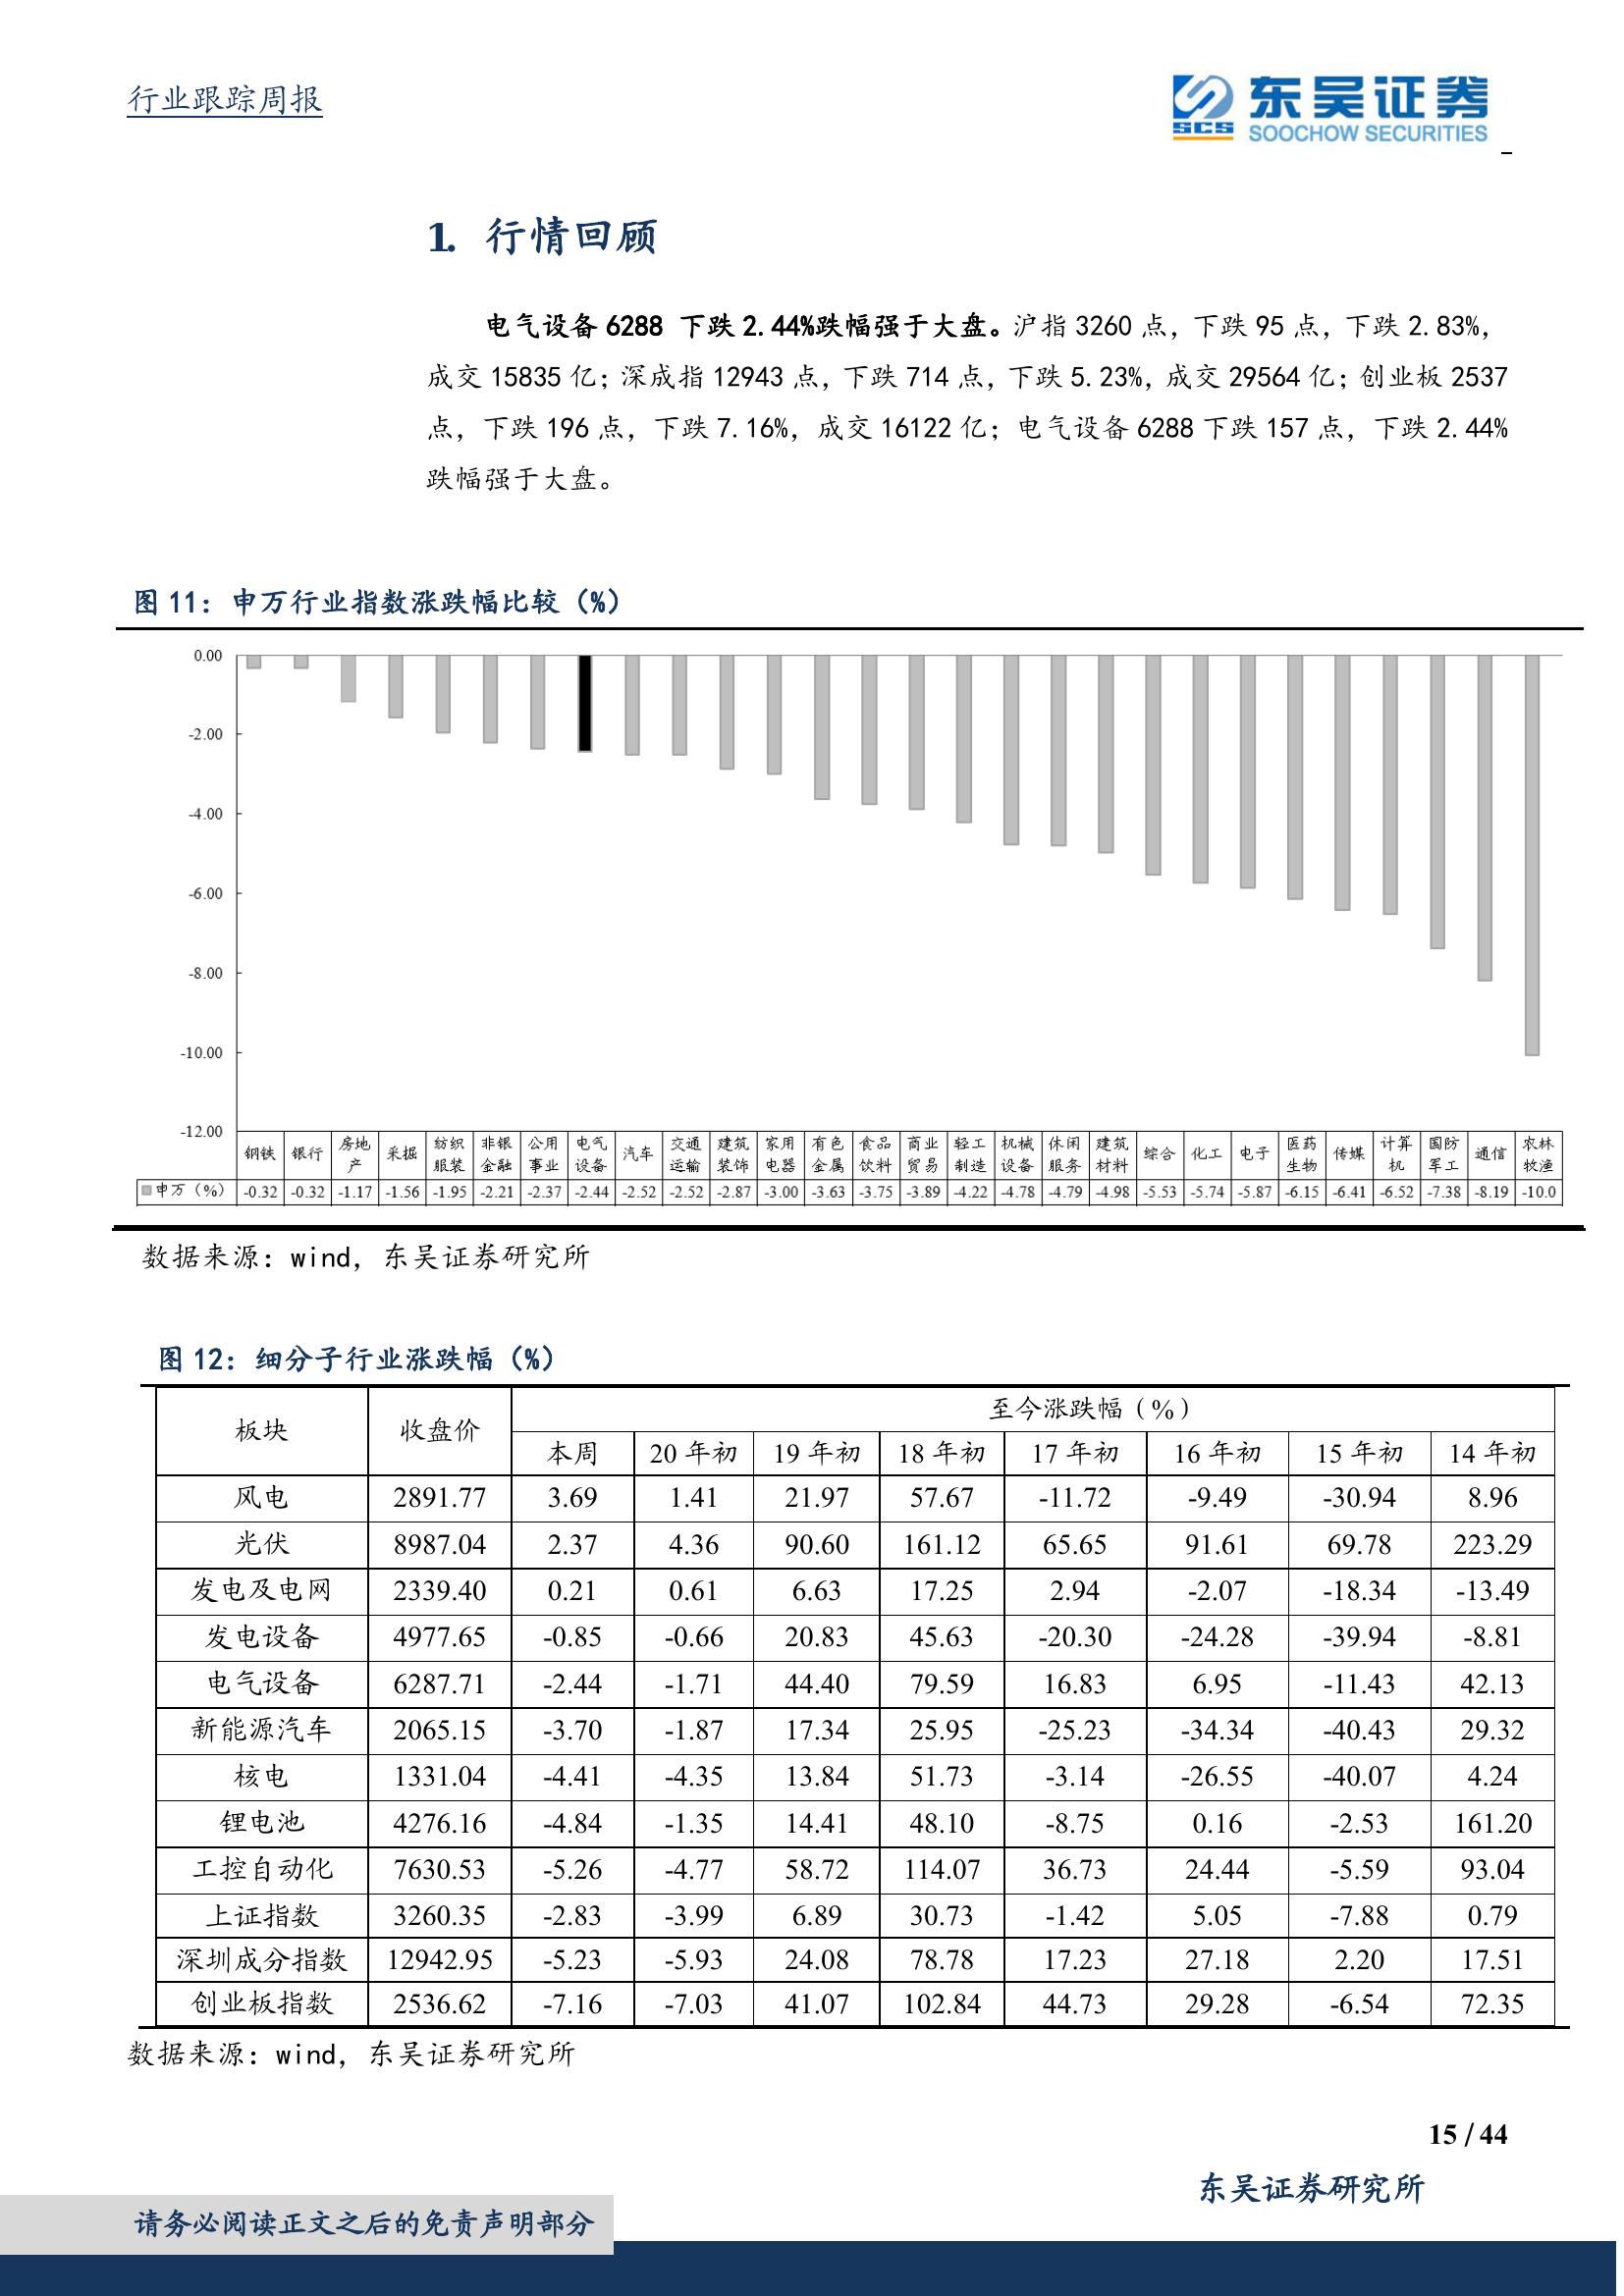 行业跟踪周报
SCS 东吴证券
SOOCHOW SECURITIES
1. 行情回顾
电气设备 6288 下跌 2.44%跌幅强于大盘。沪指 3260 点，下跌 95 点，下跌 2.83%，
成交 15835 亿；深成指 12943 点，下跌 714 点，下跌 5.23%，成交 29564 亿；创业板 2537
点，下跌 196 点，下跌 7.16%，成交 16122 亿；电气设备 6288 下跌 157 点，下跌 2.44%
跌幅强于大盘。
图 11：申万行业指数涨跌幅比较（%）
0.00
-2.00
-4.00
-6.00
-8.00
-10.00
-12.00
钢铁 银行 房地产 采掘 纺织服装 非银金融 公用事业 电气设备 汽车 交通运输 建筑装饰 家用电器 有色金属 食品饮料 商业贸易 轻工制造 机械设备 休闲服务 建筑材料 综合 化工 电子 医药生物 传媒 计算机 国防军工 通信 农林牧渔
申万（%） -0.32 -0.32 -1.17 -1.56 -1.95 -2.21 -2.37 -2.44 -2.52 -2.52 -2.87 -3.00 -3.63 -3.75 -3.89 -4.22 -4.78 -4.79 -4.98 -5.53 -5.74 -5.87 -6.15 -6.41 -6.52 -7.38 -8.19 -10.0
数据来源：wind，东吴证券研究所
图 12：细分子行业涨跌幅（%）
板块 收盘价 至今涨跌幅（%）
本周 20 年初 19 年初 18 年初 17 年初 16 年初 15 年初 14 年初
风电 2891.77 3.69 1.41 21.97 57.67 -11.72 -9.49 -30.94 8.96
光伏 8987.04 2.37 4.36 90.60 161.12 65.65 91.61 69.78 223.29
发电及电网 2339.40 0.21 0.61 6.63 17.25 2.94 -2.07 -18.34 -13.49
发电设备 4977.65 -0.85 -0.66 20.83 45.63 -20.30 -24.28 -39.94 -8.81
电气设备 6287.71 -2.44 -1.71 44.40 79.59 16.83 6.95 -11.43 42.13
新能源汽车 2065.15 -3.70 -1.87 17.34 25.95 -25.23 -34.34 -40.43 29.32
核电 1331.04 -4.41 -4.35 13.84 51.73 -3.14 -26.55 -40.07 4.24
锂电池 4276.16 -4.84 -1.35 14.41 48.10 -8.75 0.16 -2.53 161.20
工控自动化 7630.53 -5.26 -4.77 58.72 114.07 36.73 24.44 -5.59 93.04
上证指数 3260.35 -2.83 -3.99 6.89 30.73 -1.42 5.05 -7.88 0.79
深圳成分指数 12942.95 -5.23 -5.93 24.08 78.78 17.23 27.18 2.20 17.51
创业板指数 2536.62 -7.16 -7.03 41.07 102.84 44.73 29.28 -6.54 72.35
数据来源：wind，东吴证券研究所
15 / 44
东吴证券研究所
请务必阅读正文之后的免责声明部分